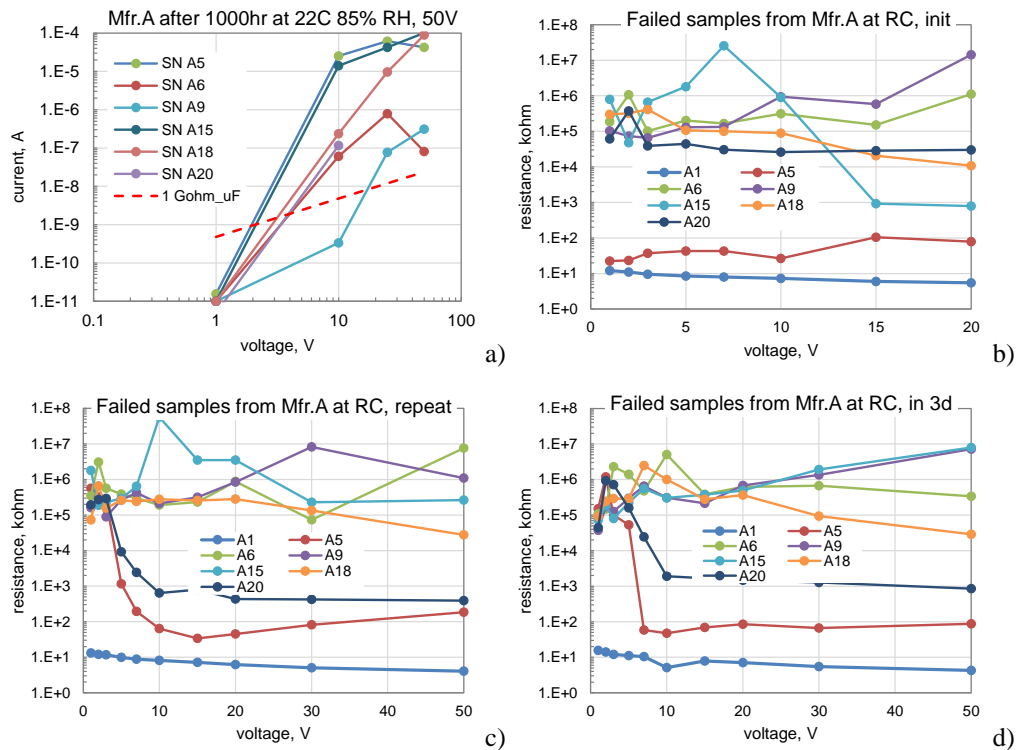 Mfr.A after 1000hr at 22C 85% RH, 50V
current, A
1.E-4
1.E-5
1.E-6
1.E-7
1.E-8
1.E-9
1.E-10
1.E-11
SN A5
SN A6
SN A9
SN A15
SN A18
SN A20
1 Gohm_uF
0.1 1 10 100
voltage, V
a)
Failed samples from Mfr.A at RC, init
resistance, kohm
1.E+8
1.E+7
1.E+6
1.E+5
1.E+4
1.E+3
1.E+2
1.E+1
1.E+0
A1 A5
A6 A9
A15 A18
A20
0 5 10 15 20
voltage, V
b)
Failed samples from Mfr.A at RC, repeat
resistance, kohm
1.E+8
1.E+7
1.E+6
1.E+5
1.E+4
1.E+3
1.E+2
1.E+1
1.E+0
A1 A5
A6 A9
A15 A18
A20
0 10 20 30 40 50
voltage, V
c)
Failed samples from Mfr.A at RC, in 3d
resistance, kohm
1.E+8
1.E+7
1.E+6
1.E+5
1.E+4
1.E+3
1.E+2
1.E+1
1.E+0
A1 A5
A6 A9
A15 A18
A20
0 10 20 30 40 50
voltage, V
d)